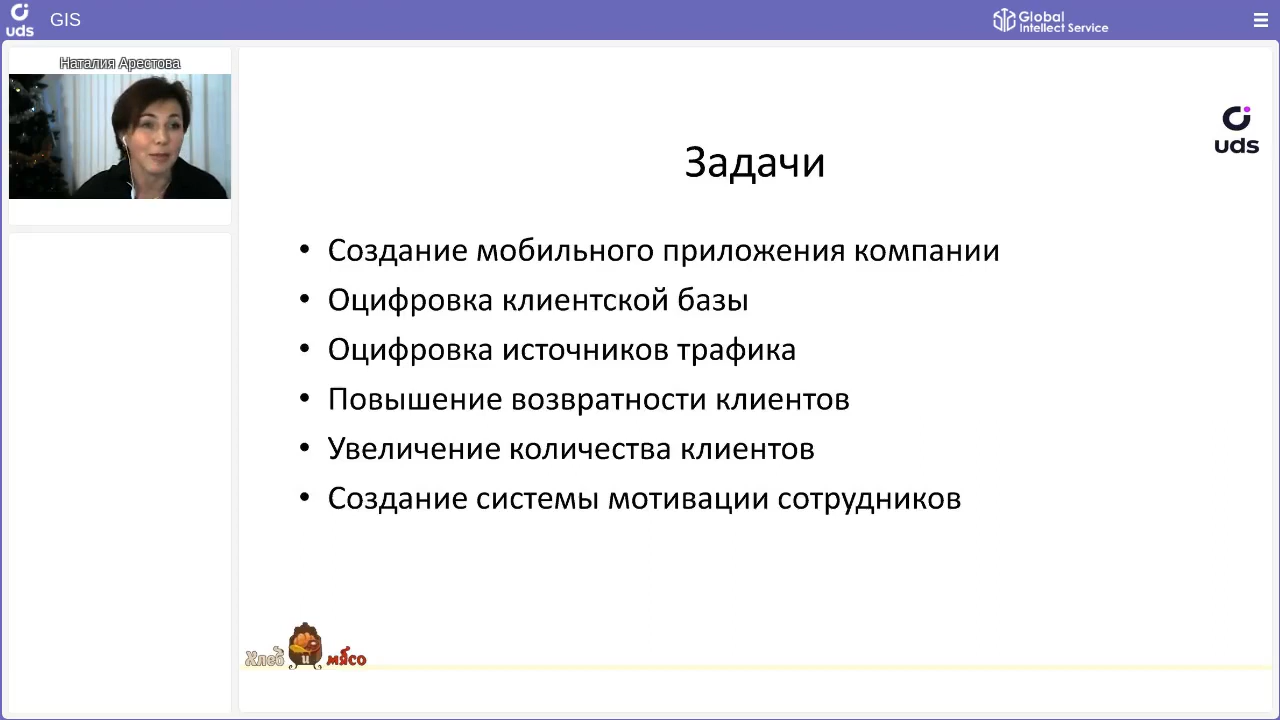 uds
GIS
Global
Intellect Service
Наталия Арестова
uds
Задачи
• Создание мобильного приложения компании
• Оцифровка клиентской базы
• Оцифровка источников трафика
• Повышение возвратности клиентов
• Увеличение количества клиентов
• Создание системы мотивации сотрудников
Хлеб и мясо